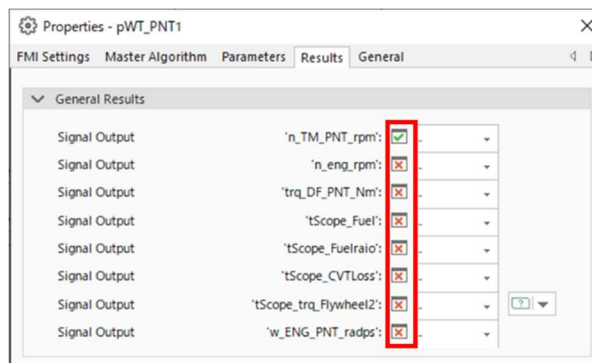 Properties - pWT_PNT1
FMI Settings Master Algorithm Parameters Results General
General Results
Signal Output 'n_TM_PNT_rpm': -
Signal Output 'n_eng_rpm': -
Signal Output 'trq_DF_PNT_Nm': -
Signal Output 'tScope_Fuel': -
Signal Output 'tScope_Fuelraio': -
Signal Output 'tScope_CVTLoss': -
Signal Output 'tScope_trq_Flywheel2': - ?
Signal Output 'w_ENG_PNT_radps': -